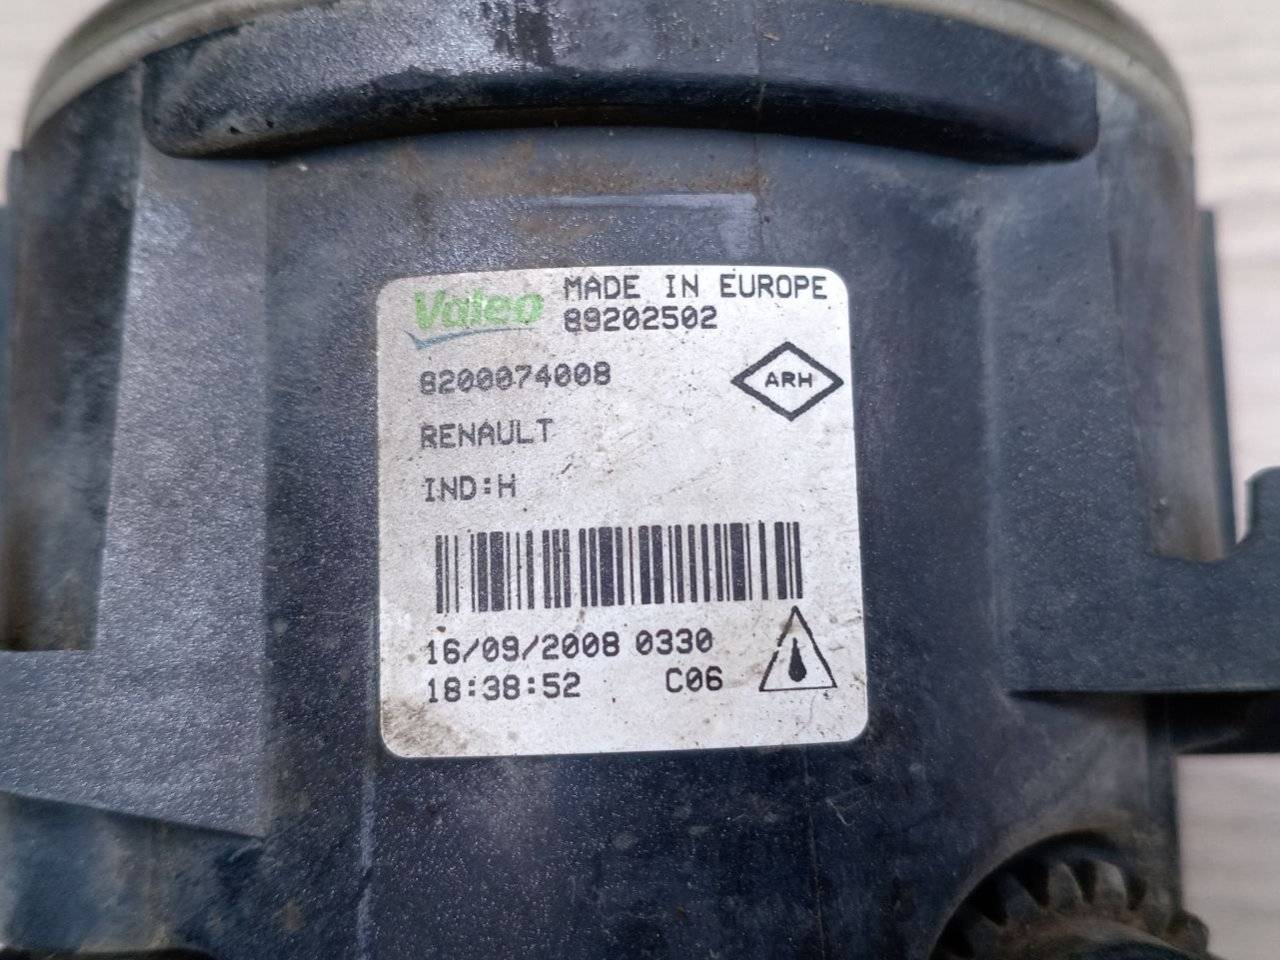 Valeo MADE IN EUROPE
89202502
8200074008
ARH
RENAULT
IND:H
16/09/2008 0330
18:38:52 C06